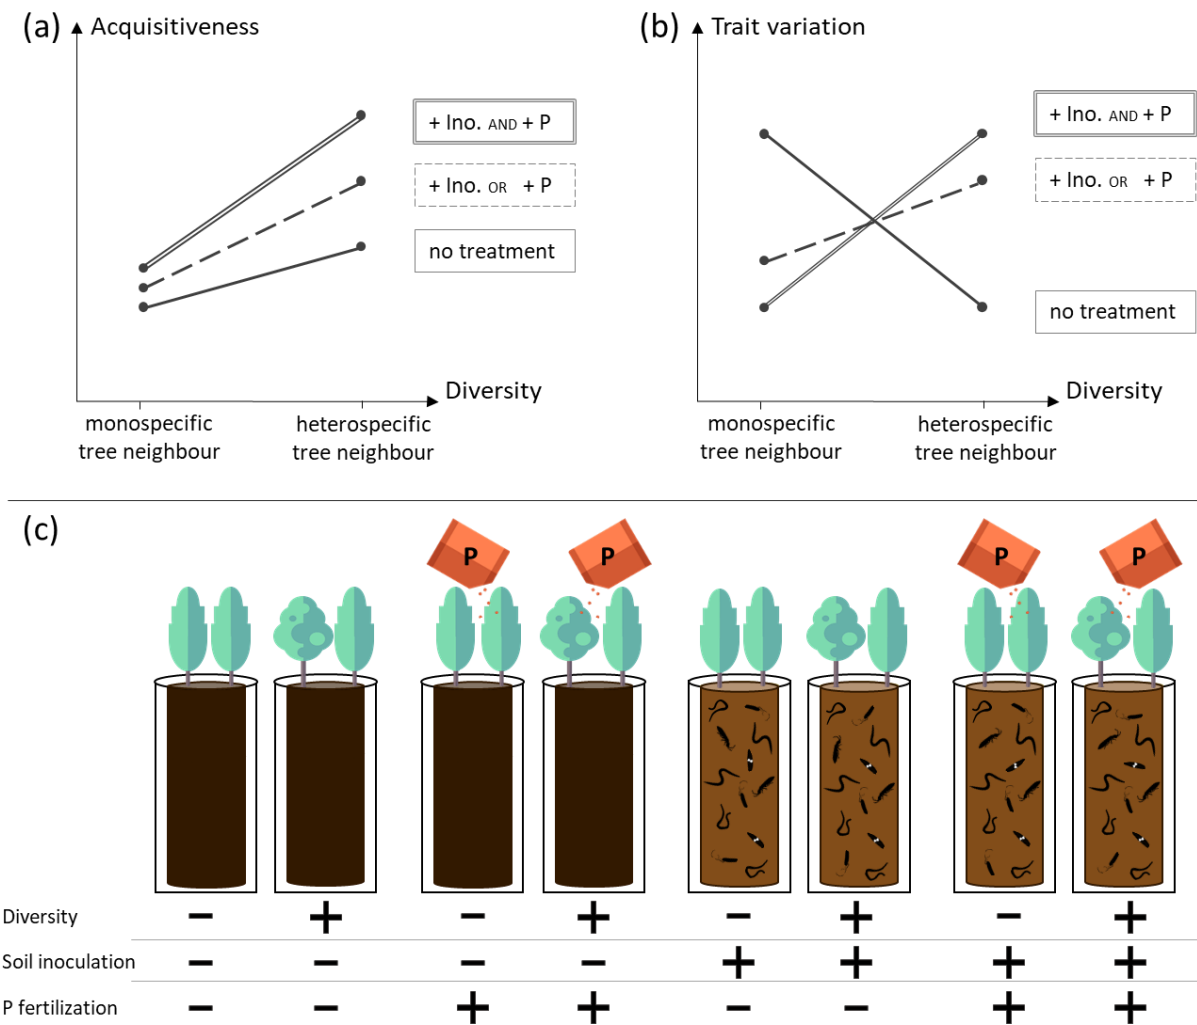 (a) Acquisitiveness
+ Ino. AND + P
+ Ino. OR + P
no treatment
Diversity
monospecific
tree neighbour
heterospecific
tree neighbour
(b) Trait variation
+ Ino. AND + P
+ Ino. OR + P
no treatment
Diversity
monospecific
tree neighbour
heterospecific
tree neighbour
(c)
P P P P
Diversity − + − + − + − +
Soil inoculation − − − − + + + +
P fertilization − − + + − − + +